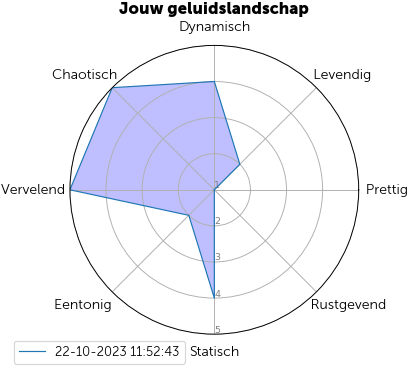 Jouw geluidslandschap
Dynamisch
Chaotisch
Levendig
Vervelend
Prettig
1
2
3
4
5
Eentonig
Rustgevend
22-10-2023 11:52:43
Statisch